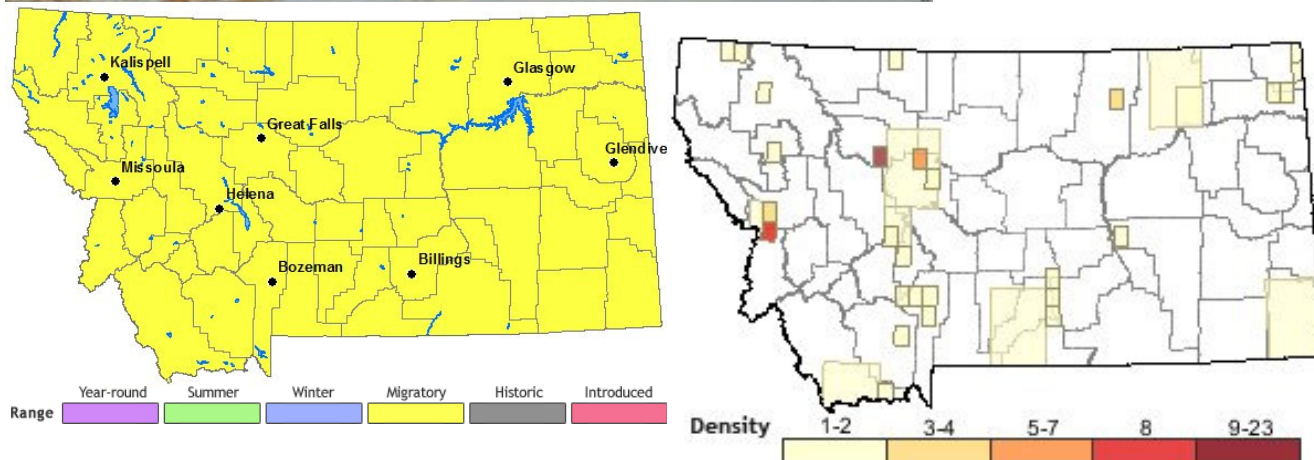 Kalispell
Glasgow
Great Falls
Glendive
Missoula
Helena
Bozeman
Billings
Year-round Summer Winter Migratory Historic Introduced
Range
Density 1-2 3-4 5-7 8 9-23